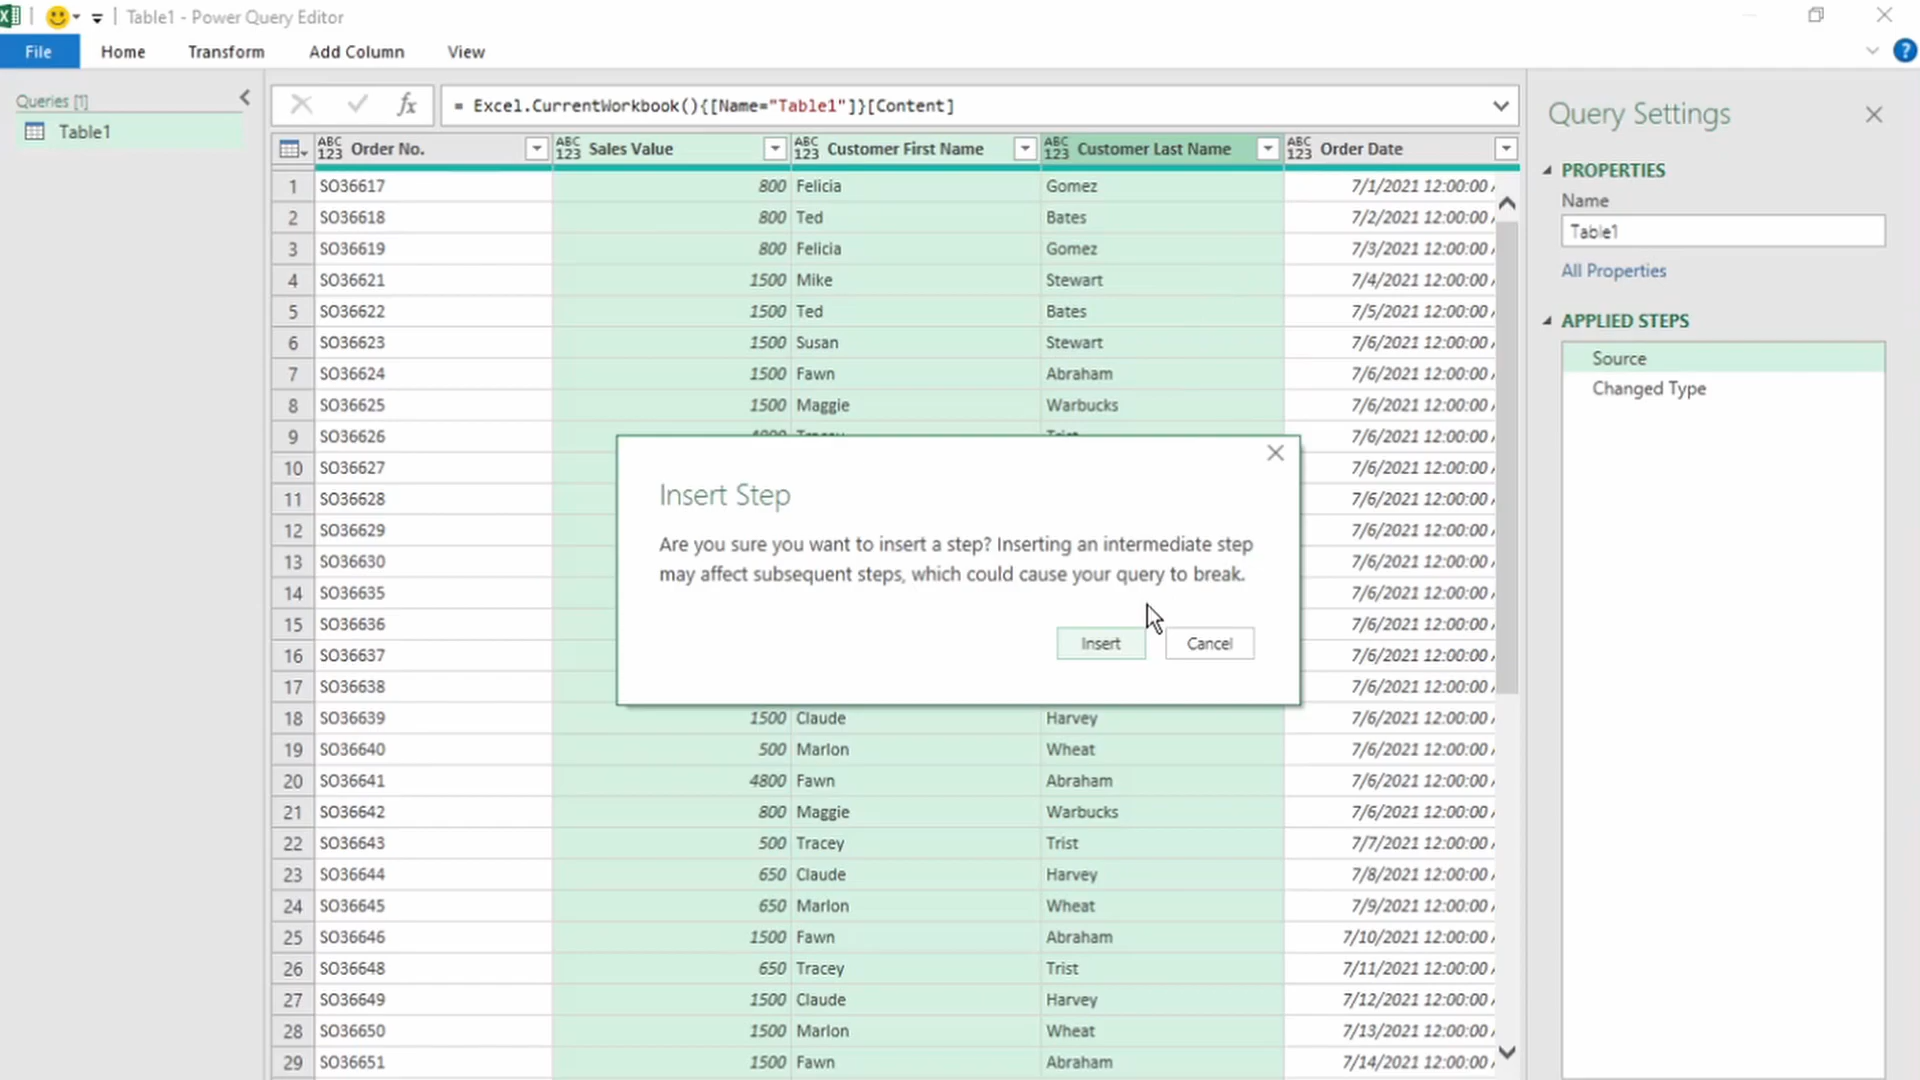 Table1 - Power Query Editor
File Home Transform Add Column View
?
Queries [1]
Table1
fx = Excel.CurrentWorkbook(){[Name="Table1"]}[Content]
ABC 123 Order No. ABC 123 Sales Value ABC 123 Customer First Name ABC 123 Customer Last Name ABC 123 Order Date
1 SO36617 800 Felicia Gomez 7/1/2021 12:00:00
2 SO36618 800 Ted Bates 7/2/2021 12:00:00
3 SO36619 800 Felicia Gomez 7/3/2021 12:00:00
4 SO36621 1500 Mike Stewart 7/4/2021 12:00:00
5 SO36622 1500 Ted Bates 7/5/2021 12:00:00
6 SO36623 1500 Susan Stewart 7/6/2021 12:00:00
7 SO36624 1500 Fawn Abraham 7/6/2021 12:00:00
8 SO36625 1500 Maggie Warbucks 7/6/2021 12:00:00
9 SO36626 7/6/2021 12:00:00
10 SO36627 7/6/2021 12:00:00
11 SO36628 7/6/2021 12:00:00
12 SO36629 7/6/2021 12:00:00
13 SO36630 7/6/2021 12:00:00
14 SO36635 7/6/2021 12:00:00
15 SO36636 7/6/2021 12:00:00
16 SO36637 7/6/2021 12:00:00
17 SO36638 7/6/2021 12:00:00
18 SO36639 1500 Claude Harvey 7/6/2021 12:00:00
19 SO36640 500 Marlon Wheat 7/6/2021 12:00:00
20 SO36641 4800 Fawn Abraham 7/6/2021 12:00:00
21 SO36642 800 Maggie Warbucks 7/6/2021 12:00:00
22 SO36643 500 Tracey Trist 7/7/2021 12:00:00
23 SO36644 650 Claude Harvey 7/8/2021 12:00:00
24 SO36645 650 Marlon Wheat 7/9/2021 12:00:00
25 SO36646 1500 Fawn Abraham 7/10/2021 12:00:00
26 SO36648 650 Tracey Trist 7/11/2021 12:00:00
27 SO36649 1500 Claude Harvey 7/12/2021 12:00:00
28 SO36650 1500 Marlon Wheat 7/13/2021 12:00:00
29 SO36651 1500 Fawn Abraham 7/14/2021 12:00:00
Insert Step
Are you sure you want to insert a step? Inserting an intermediate step
may affect subsequent steps, which could cause your query to break.
Insert Cancel
Query Settings
PROPERTIES
Name
Table1
All Properties
APPLIED STEPS
Source
Changed Type